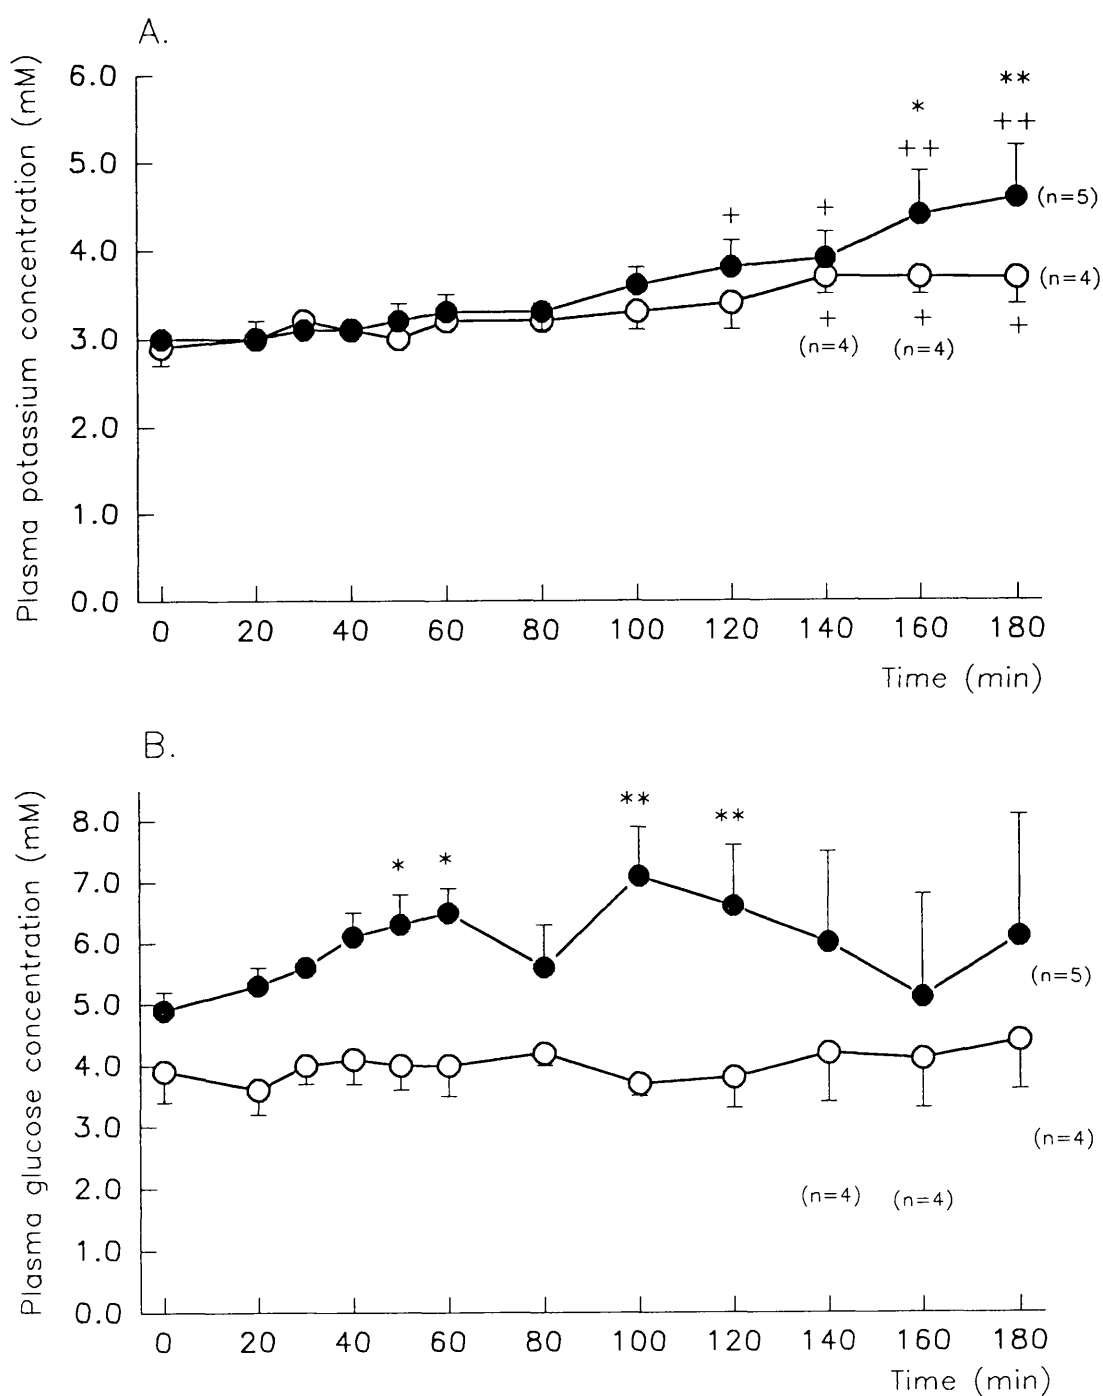 A.
Plasma potassium concentration (mM)
6.0
**
*
++
5.0
++
(n=5)
+
+
4.0
(n=4)
3.0
+
+
+
(n=4)
(n=4)
2.0
1.0
0.0
0 20 40 60 80 100 120 140 160 180
Time (min)
B.
Plasma glucose concentration (mM)
8.0
**
**
*
*
7.0
6.0
(n=5)
5.0
4.0
3.0
(n=4)
2.0
(n=4)
(n=4)
1.0
0.0
0 20 40 60 80 100 120 140 160 180
Time (min)